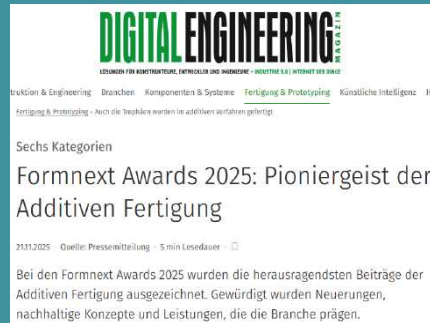 DIGITAL ENGINEERING MAGAZIN
LÖSUNGEN FÜR KONSTRUKTEURE, ENTWICKLER UND INGENIEURE - INDUSTRIE 5.0 | INTERNET DER DINGE
truktion & Engineering Branchen Komponenten & Systeme Fertigung & Prototyping Künstliche Intelligenz H
Fertigung & Prototyping » Auch die Trophäen wurden im additiven Verfahren gefertigt
Sechs Kategorien
Formnext Awards 2025: Pioniergeist der
Additiven Fertigung
21.11.2025 Quelle: Pressemitteilung 5 min Lesedauer
Bei den Formnext Awards 2025 wurden die herausragendsten Beiträge der
Additiven Fertigung ausgezeichnet. Gewürdigt wurden Neuerungen,
nachhaltige Konzepte und Leistungen, die die Branche prägen.